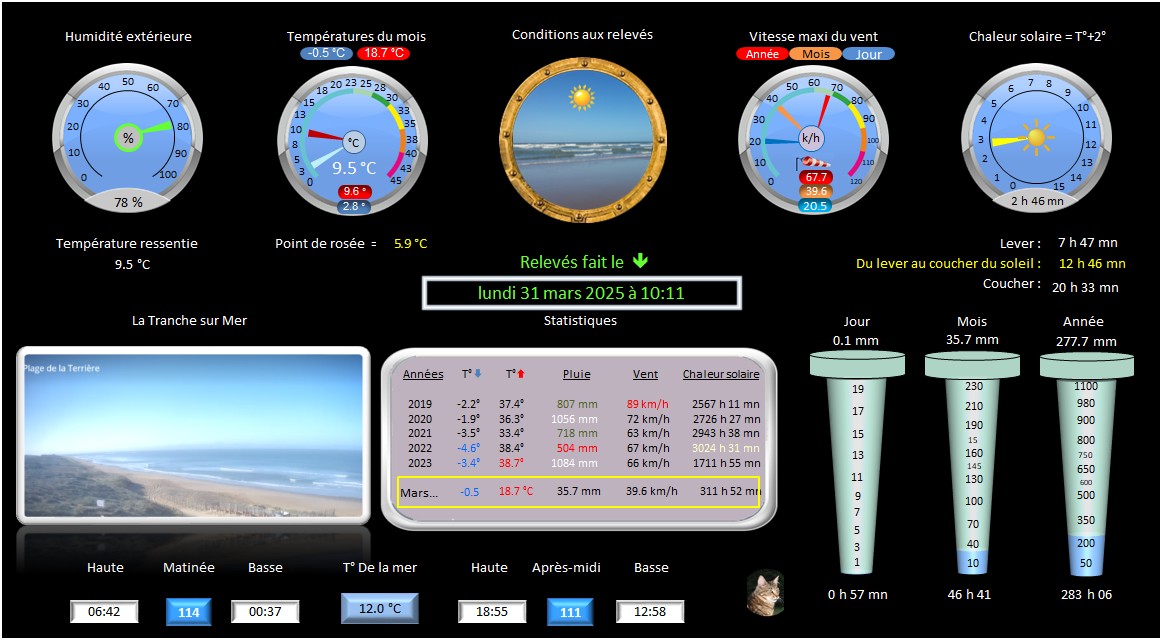 Humidité extérieure
Températures du mois
Conditions aux relevés
Vitesse maxi du vent
Chaleur solaire = T°+2°
-0.5 °C 18.7 °C
Année Mois Jour
0 10 20 30 40 50 60 70 80 90 100
%
78 %
0 3 5 8 10 13 15 18 20 23 25 28 30 33 35 38 40 43 45
°C
9.5 °C
9.6 °
2.8 °
0 10 20 30 40 50 60 70 80 90 100 110 120
k/h
67.7
39.6
20.5
0 1 2 3 4 5 6 7 8 9 10 11 12 13 14 15
2 h 46 mn
Température ressentie
9.5 °C
Point de rosée = 5.9 °C
Relevés fait le
lundi 31 mars 2025 à 10:11
Lever : 7 h 47 mn
Du lever au coucher du soleil : 12 h 46 mn
Coucher : 20 h 33 mn
La Tranche sur Mer
Plage de la Terrière
Statistiques
Années T° T° Pluie Vent Chaleur solaire
2019 -2.2° 37.4° 807 mm 89 km/h 2567 h 11 mn
2020 -1.9° 36.3° 1056 mm 72 km/h 2726 h 27 mn
2021 -3.5° 33.4° 718 mm 63 km/h 2943 h 38 mn
2022 -4.6° 38.4° 504 mm 67 km/h 3024 h 31 mn
2023 -3.4° 38.7° 1084 mm 66 km/h 1711 h 55 mn
Mars... -0.5 18.7 °C 35.7 mm 39.6 km/h 311 h 52 mn
Jour
0.1 mm
19
17
15
13
11
9
7
5
3
1
0 h 57 mn
Mois
35.7 mm
230
210
190
15
160
145
130
100
70
40
10
46 h 41
Année
277.7 mm
1100
980
900
800
750
650
600
500
350
200
50
283 h 06
Haute Matinée Basse
06:42 114 00:37
T° De la mer
12.0 °C
Haute Après-midi Basse
18:55 111 12:58